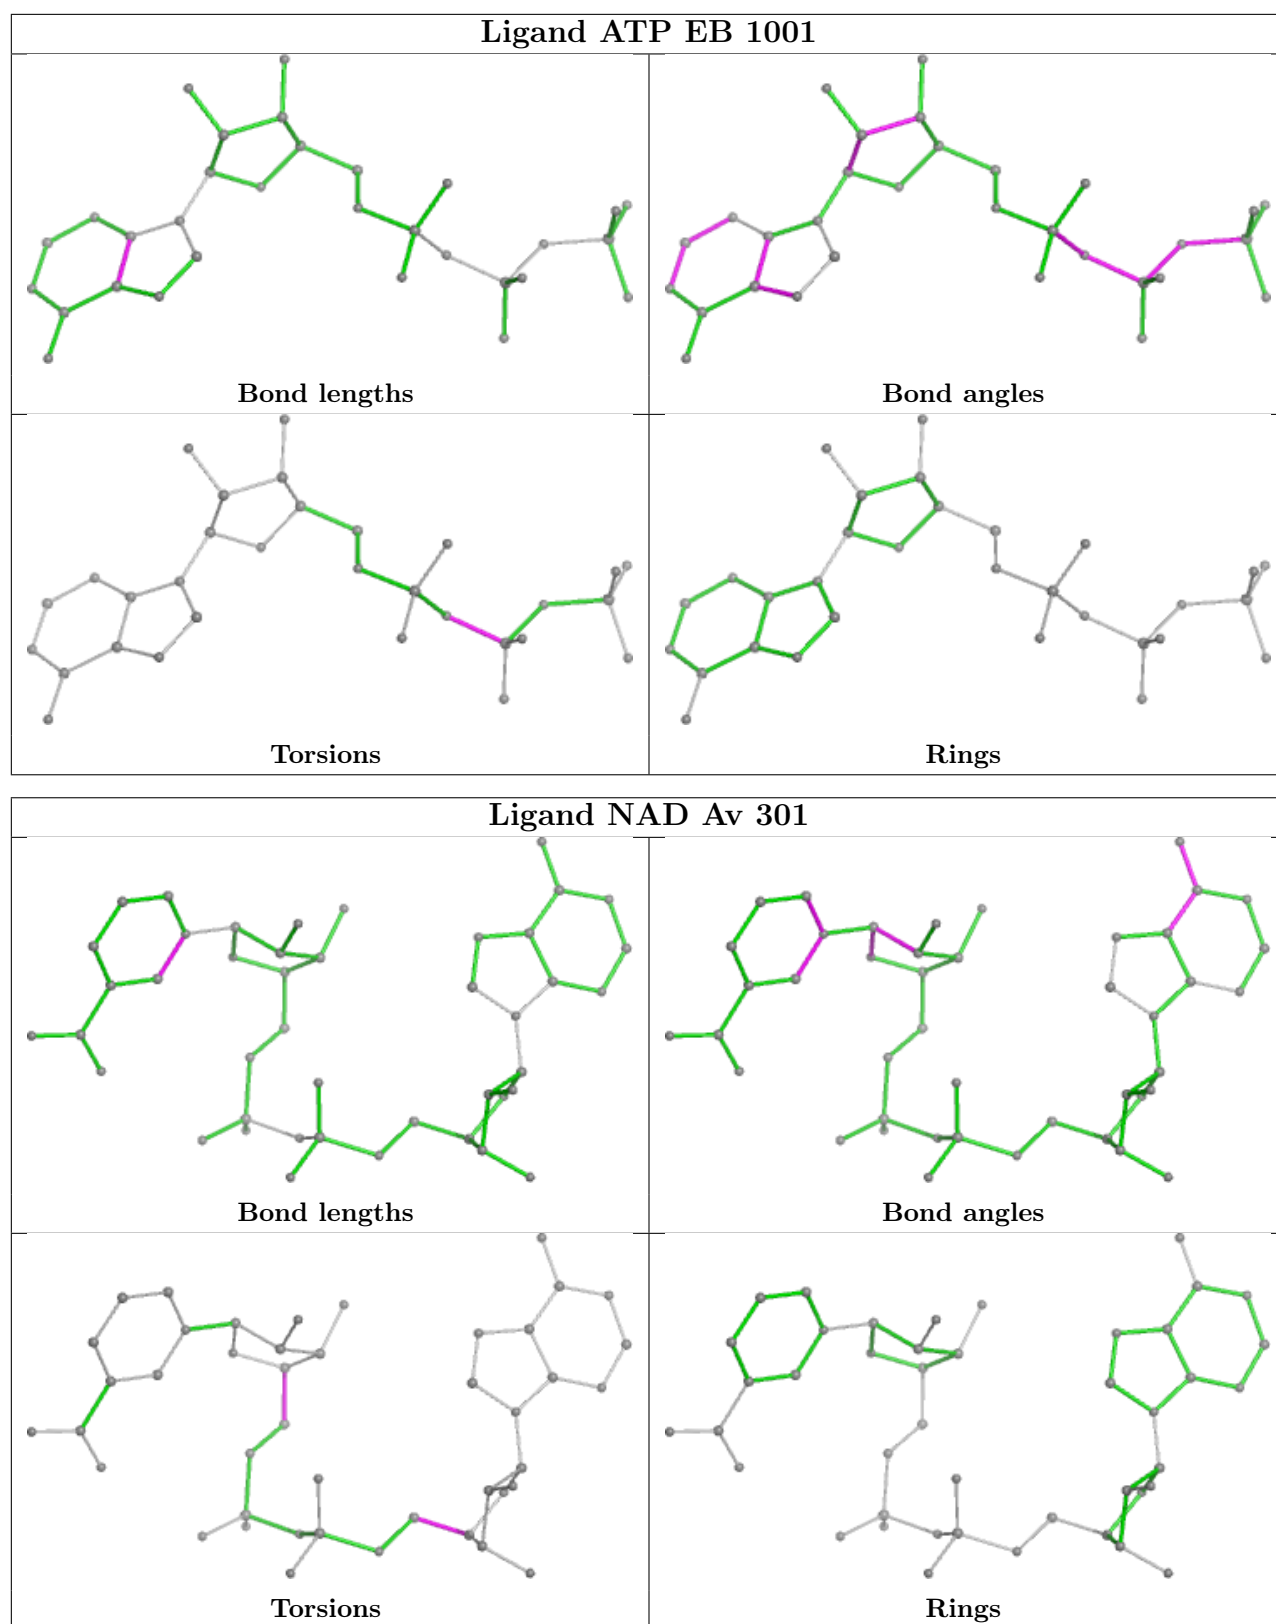 Ligand ATP EB 1001
Bond lengths
Bond angles
Torsions
Rings
Ligand NAD Av 301
Bond lengths
Bond angles
Torsions
Rings